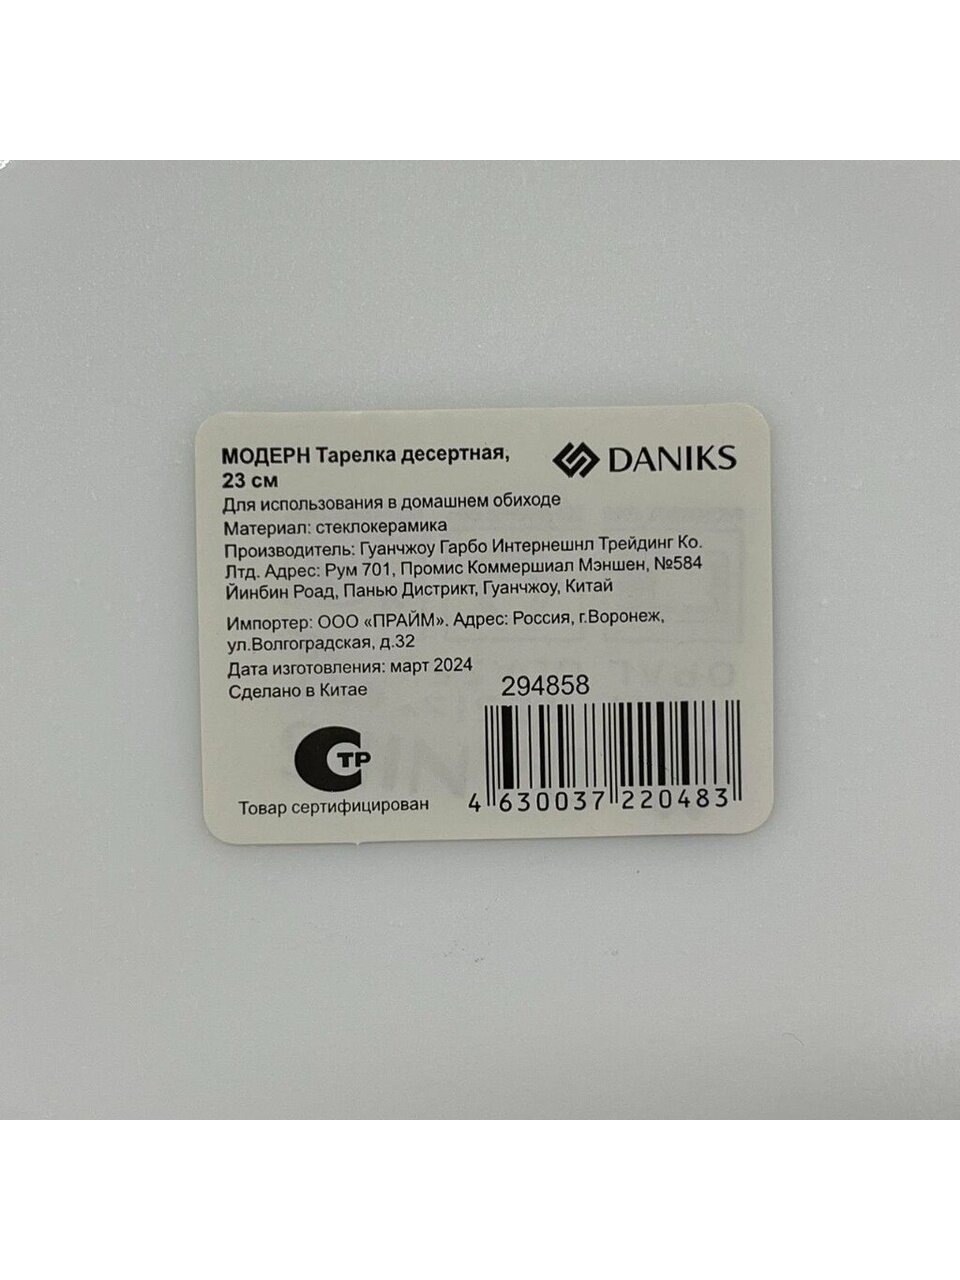 МОДЕРН Тарелка десертная,
23 см
DANIKS
Для использования в домашнем обиходе
Материал: стеклокерамика
Производитель: Гуанчжоу Гарбо Интернешнл Трейдинг Ко.
Лтд. Адрес: Рум 701, Промис Коммершиал Мэншен, №584
Йинбин Роад, Панью Дистрикт, Гуанчжоу, Китай
Импортер: ООО «ПРАЙМ». Адрес: Россия, г.Воронеж,
ул.Волгоградская, д.32
Дата изготовления: март 2024
Сделано в Китае
294858
СТР
Товар сертифицирован
4 630037 220483